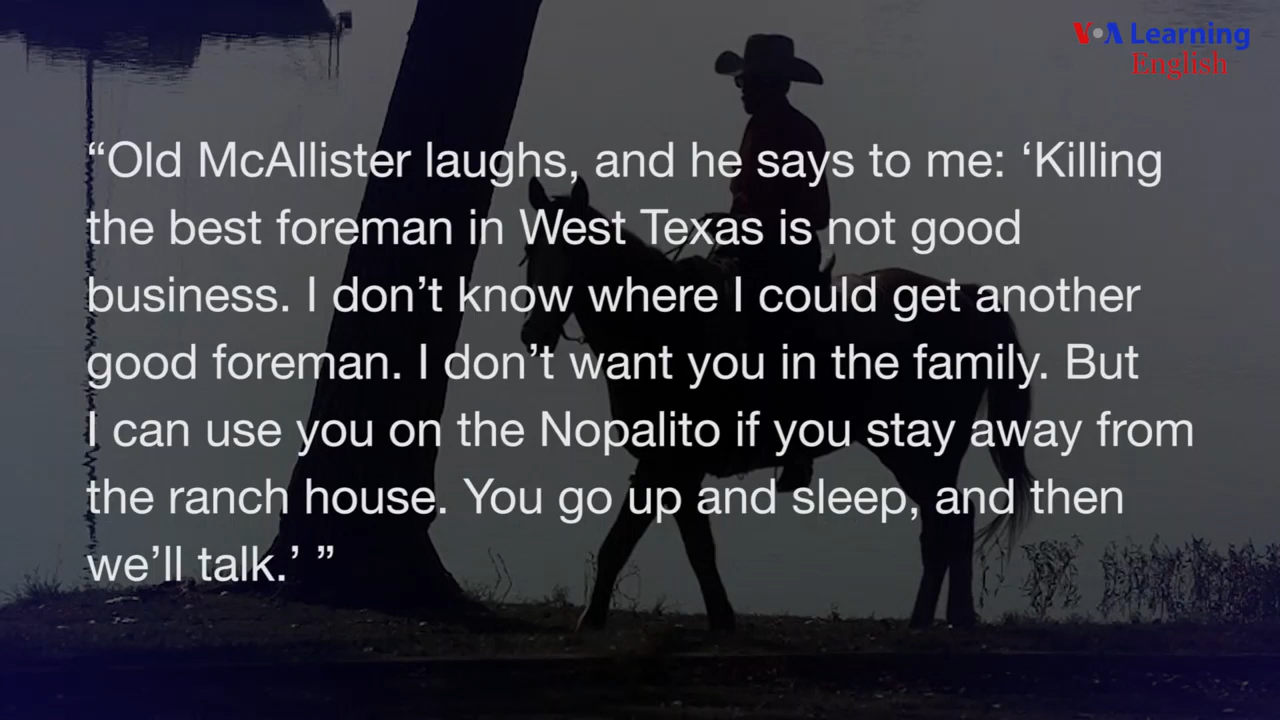 VOA Learning
English
“Old McAllister laughs, and he says to me: ‘Killing
the best foreman in West Texas is not good
business. I don’t know where I could get another
good foreman. I don’t want you in the family. But
I can use you on the Nopalito if you stay away from
the ranch house. You go up and sleep, and then
we’ll talk.’ ”